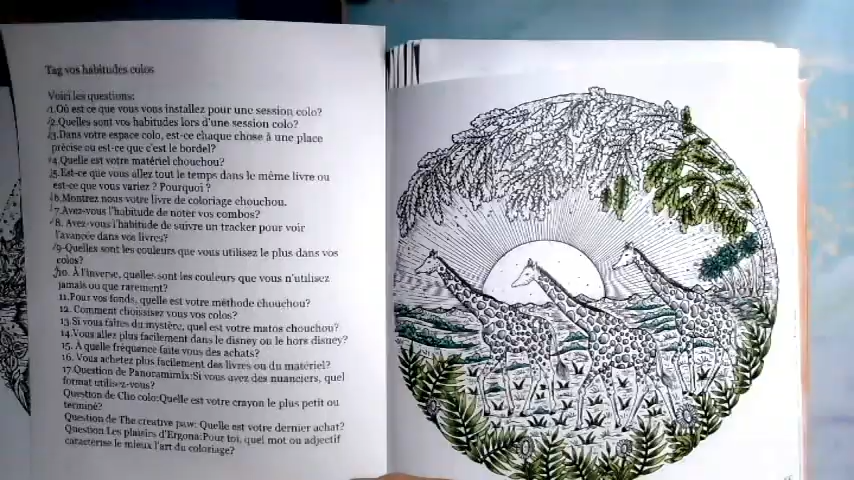 Tag vos habitudes colos
Voici les questions:
1.Où est ce que vous vous installez pour une session colo?
2.Quelles sont vos habitudes lors d'une session colo?
3.Dans votre espace colo, est-ce chaque chose à une place
précise ou est-ce que c'est le bordel?
4.Quelle est votre matériel chouchou?
5.Est-ce que vous allez tout le temps dans le même livre ou
est-ce que vous variez ? Pourquoi ?
6.Montrez nous votre livre de coloriage chouchou.
7.Avez-vous l'habitude de noter vos combos?
8. Avez-vous l'habitude de suivre un tracker pour voir
l'avancée dans vos livres?
9-Quelles sont les couleurs que vous utilisez le plus dans vos
colos?
10. À l'inverse, quelles sont les couleurs que vous n'utilisez
jamais ou que rarement?
11.Pour vos fonds, quelle est votre méthode chouchou?
12. Comment choisissez vous vos colos?
13.Si vous faites du mystère, quel est votre matos chouchou?
14.Vous allez plus facilement dans le disney ou le hors disney?
15. À quelle fréquence faite vous des achats?
16. Vous achetez plus facilement des livres ou du matériel?
17.Question de Panoramimix:Si vous avez des nuanciers, quel
format utilisez-vous?
Question de Clio colo:Quelle est votre crayon le plus petit ou
terminé?
Question de The creative paw: Quelle est votre dernier achat?
Question Les plaisirs d'Ergona:Pour toi, quel mot ou adjectif
caractérise le mieux l'art du coloriage?